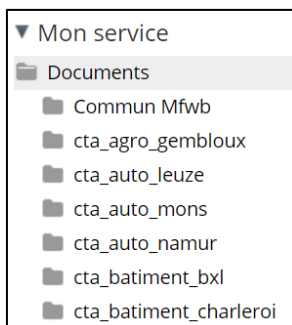 Mon service
Documents
Commun Mfwb
cta_agro_gembloux
cta_auto_leuze
cta_auto_mons
cta_auto_namur
cta_batiment_bxl
cta_batiment_charleroi